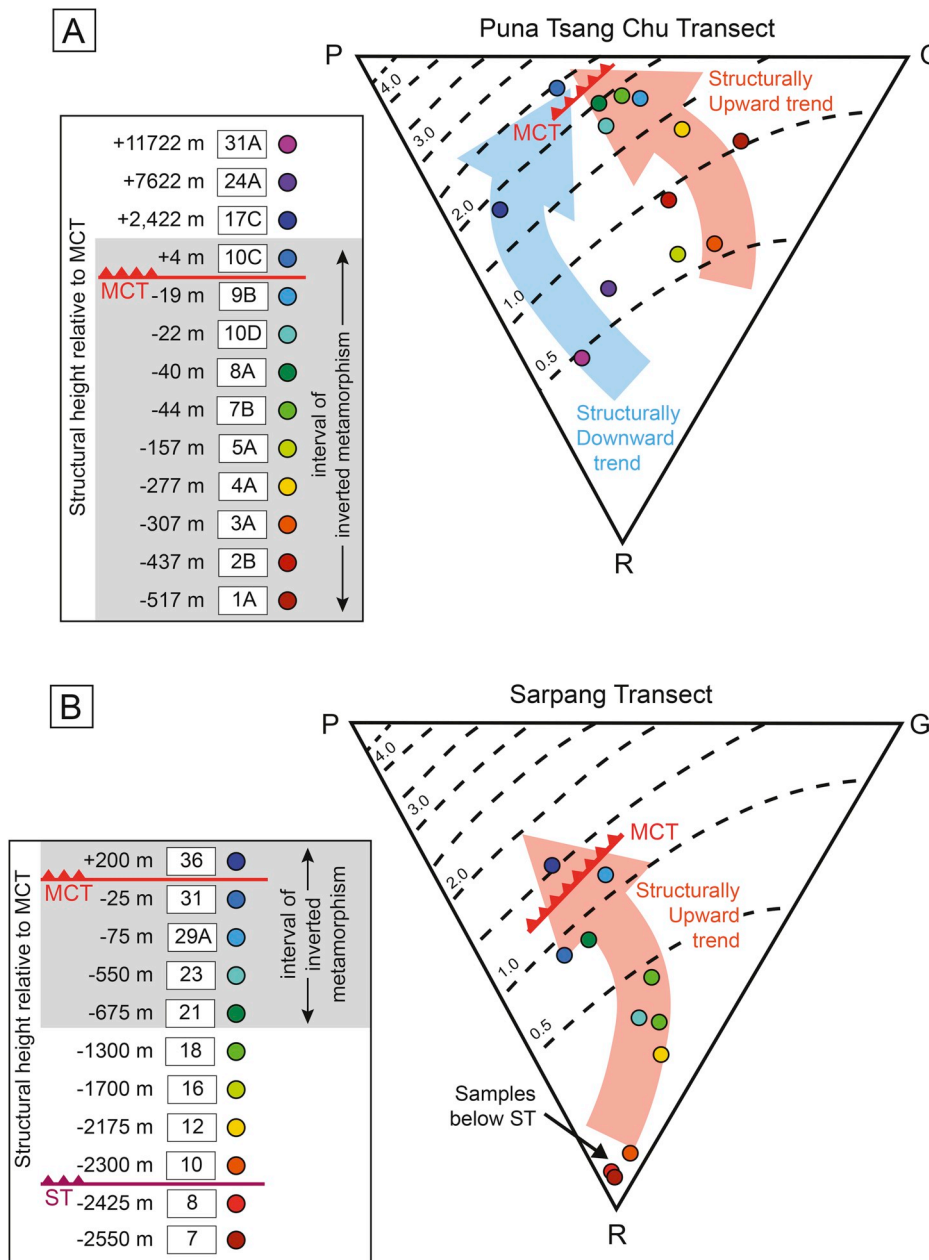 A
Puna Tsang Chu Transect
P
G
4.0
3.0
2.0
1.0
0.5
MCT
Structurally
Upward trend
Structurally
Downward
trend
R
Structural height relative to MCT
+11722 m 31A
+7622 m 24A
+2,422 m 17C
+4 m 10C
MCT
-19 m 9B
-22 m 10D
-40 m 8A
-44 m 7B
-157 m 5A
-277 m 4A
-307 m 3A
-437 m 2B
-517 m 1A
interval of
inverted metamorphism
B
Sarpang Transect
P
G
4.0
3.0
2.0
1.0
0.5
MCT
Structurally
Upward
trend
Samples
below ST
R
Structural height relative to MCT
+200 m 36
MCT
-25 m 31
-75 m 29A
-550 m 23
-675 m 21
-1300 m 18
-1700 m 16
-2175 m 12
-2300 m 10
ST
-2425 m 8
-2550 m 7
interval of
inverted
metamorphism